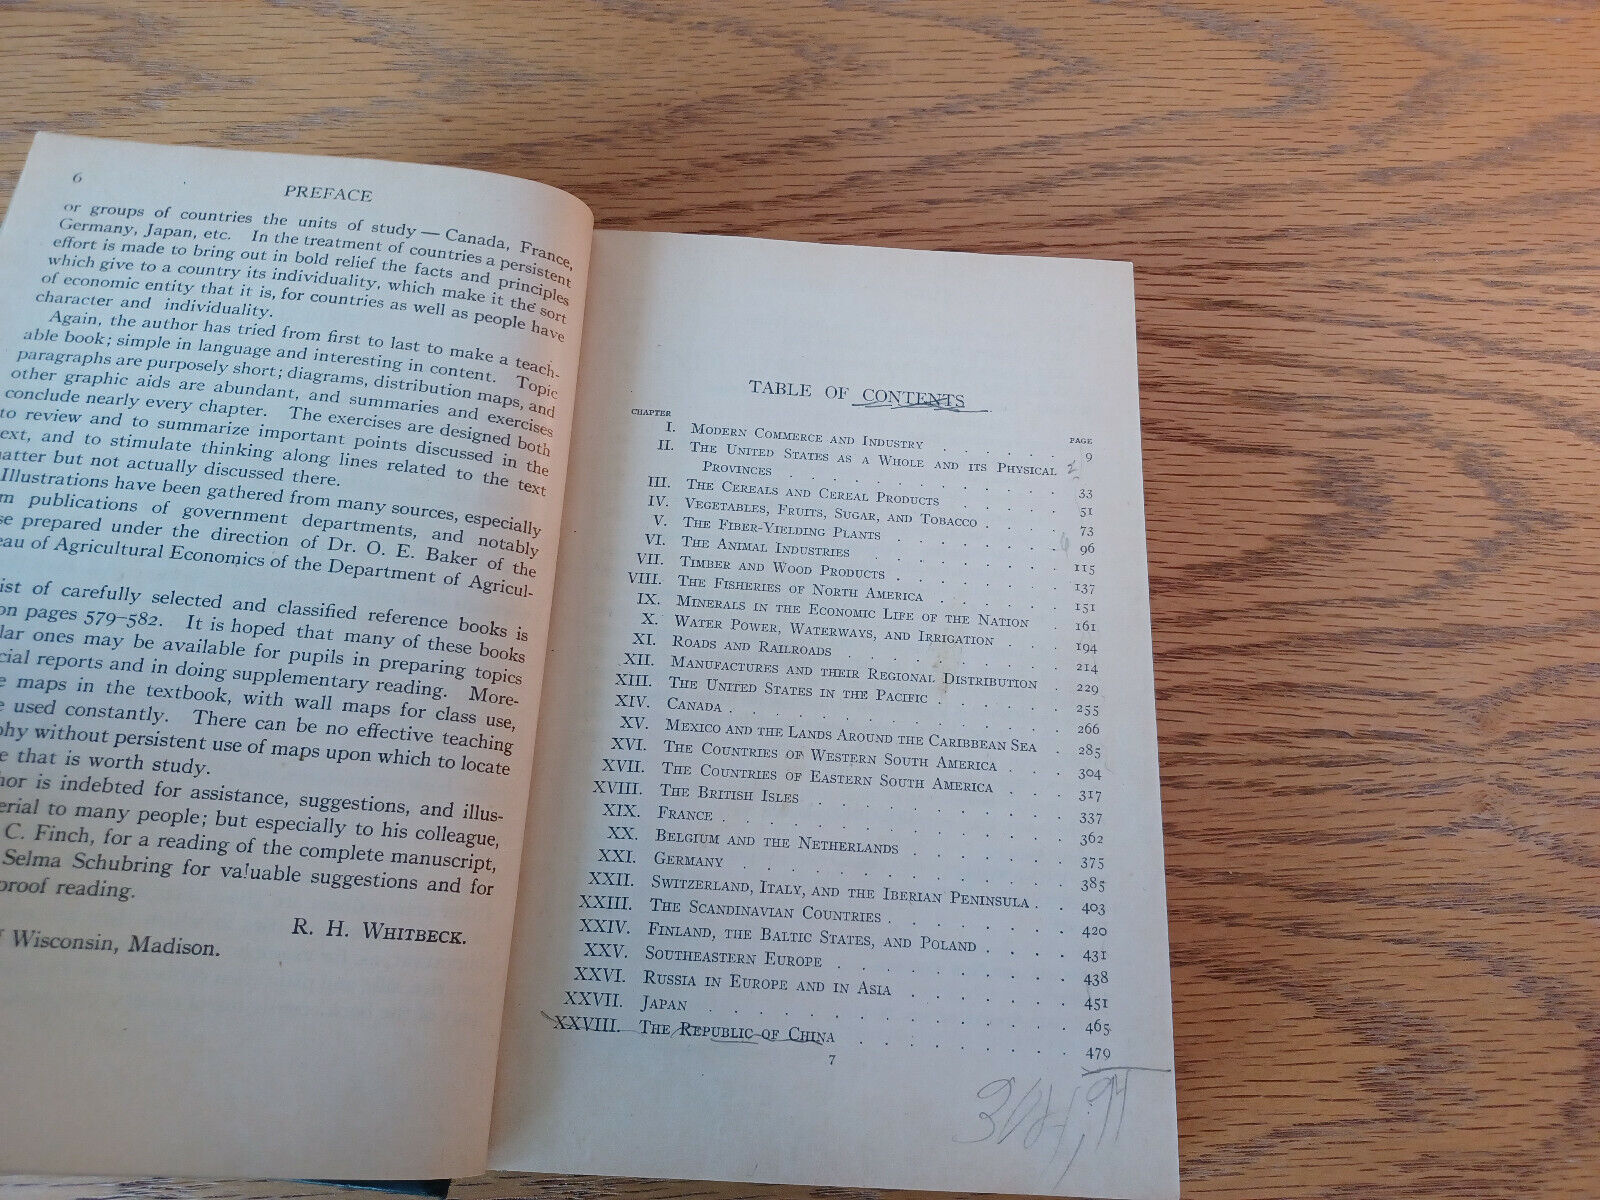 6
PREFACE
or groups of countries the units of study — Canada, France,
Germany, Japan, etc. In the treatment of countries a persistent
effort is made to bring out in bold relief the facts and principles
which give to a country its individuality, which make it the sort
of economic entity that it is, for countries as well as people have
character and individuality.
Again, the author has tried from first to last to make a teach-
able book; simple in language and interesting in content. Topic
paragraphs are purposely short; diagrams, distribution maps, and
other graphic aids are abundant, and summaries and exercises
conclude nearly every chapter. The exercises are designed both
to review and to summarize important points discussed in the
ext, and to stimulate thinking along lines related to the text
atter but not actually discussed there.
Illustrations have been gathered from many sources, especially
m publications of government departments, and notably
se prepared under the direction of Dr. O. E. Baker of the
eau of Agricultural Economics of the Department of Agricul-
ist of carefully selected and classified reference books is
on pages 579–582. It is hoped that many of these books
lar ones may be available for pupils in preparing topics
cial reports and in doing supplementary reading. More-
e maps in the textbook, with wall maps for class use,
e used constantly. There can be no effective teaching
phy without persistent use of maps upon which to locate
e that is worth study.
hor is indebted for assistance, suggestions, and illus-
erial to many people; but especially to his colleague,
C. Finch, for a reading of the complete manuscript,
Selma Schubring for valuable suggestions and for
proof reading.
R. H. WHITBECK.
f Wisconsin, Madison.
TABLE OF CONTENTS
CHAPTER PAGE
I. MODERN COMMERCE AND INDUSTRY . . . . . . . 9
II. THE UNITED STATES AS A WHOLE AND ITS PHYSICAL
PROVINCES . . . . . . . . . . . . 33
III. THE CEREALS AND CEREAL PRODUCTS . . . . . 51
IV. VEGETABLES, FRUITS, SUGAR, AND TOBACCO . . . . 73
V. THE FIBER-YIELDING PLANTS . . . . . . . 96
VI. THE ANIMAL INDUSTRIES . . . . . . . . 115
VII. TIMBER AND WOOD PRODUCTS . . . . . . . 137
VIII. THE FISHERIES OF NORTH AMERICA . . . . . 151
IX. MINERALS IN THE ECONOMIC LIFE OF THE NATION . 161
X. WATER POWER, WATERWAYS, AND IRRIGATION . . . 194
XI. ROADS AND RAILROADS . . . . . . . . 214
XII. MANUFACTURES AND THEIR REGIONAL DISTRIBUTION . 229
XIII. THE UNITED STATES IN THE PACIFIC . . . . . 255
XIV. CANADA . . . . . . . . . . . . 266
XV. MEXICO AND THE LANDS AROUND THE CARIBBEAN SEA . 285
XVI. THE COUNTRIES OF WESTERN SOUTH AMERICA . . . 304
XVII. THE COUNTRIES OF EASTERN SOUTH AMERICA . . . 317
XVIII. THE BRITISH ISLES . . . . . . . . . 337
XIX. FRANCE . . . . . . . . . . . . 362
XX. BELGIUM AND THE NETHERLANDS . . . . . . 375
XXI. GERMANY . . . . . . . . . . . 385
XXII. SWITZERLAND, ITALY, AND THE IBERIAN PENINSULA . . 403
XXIII. THE SCANDINAVIAN COUNTRIES . . . . . . 420
XXIV. FINLAND, THE BALTIC STATES, AND POLAND . . . . 431
XXV. SOUTHEASTERN EUROPE . . . . . . . . 438
XXVI. RUSSIA IN EUROPE AND IN ASIA . . . . . . 451
XXVII. JAPAN . . . . . . . . . . . . 465
XXVIII. THE REPUBLIC OF CHINA . . . . . . . 479
7